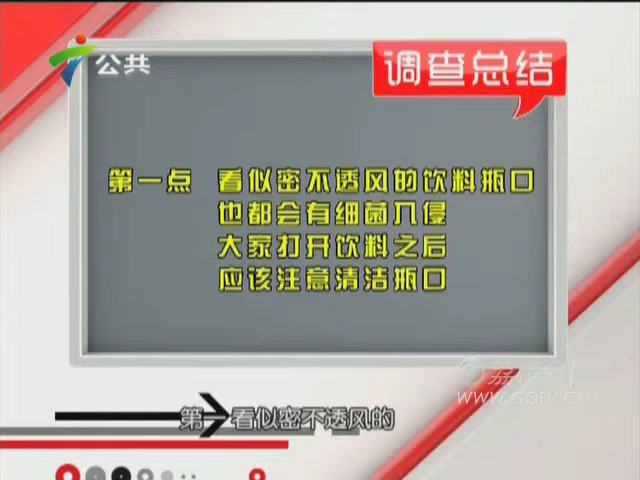 公共
调查总结
第一点 看似密不透风的饮料瓶口
也都会有细菌入侵
大家打开饮料之后
应该注意清洁瓶口
第一看似密不透风的